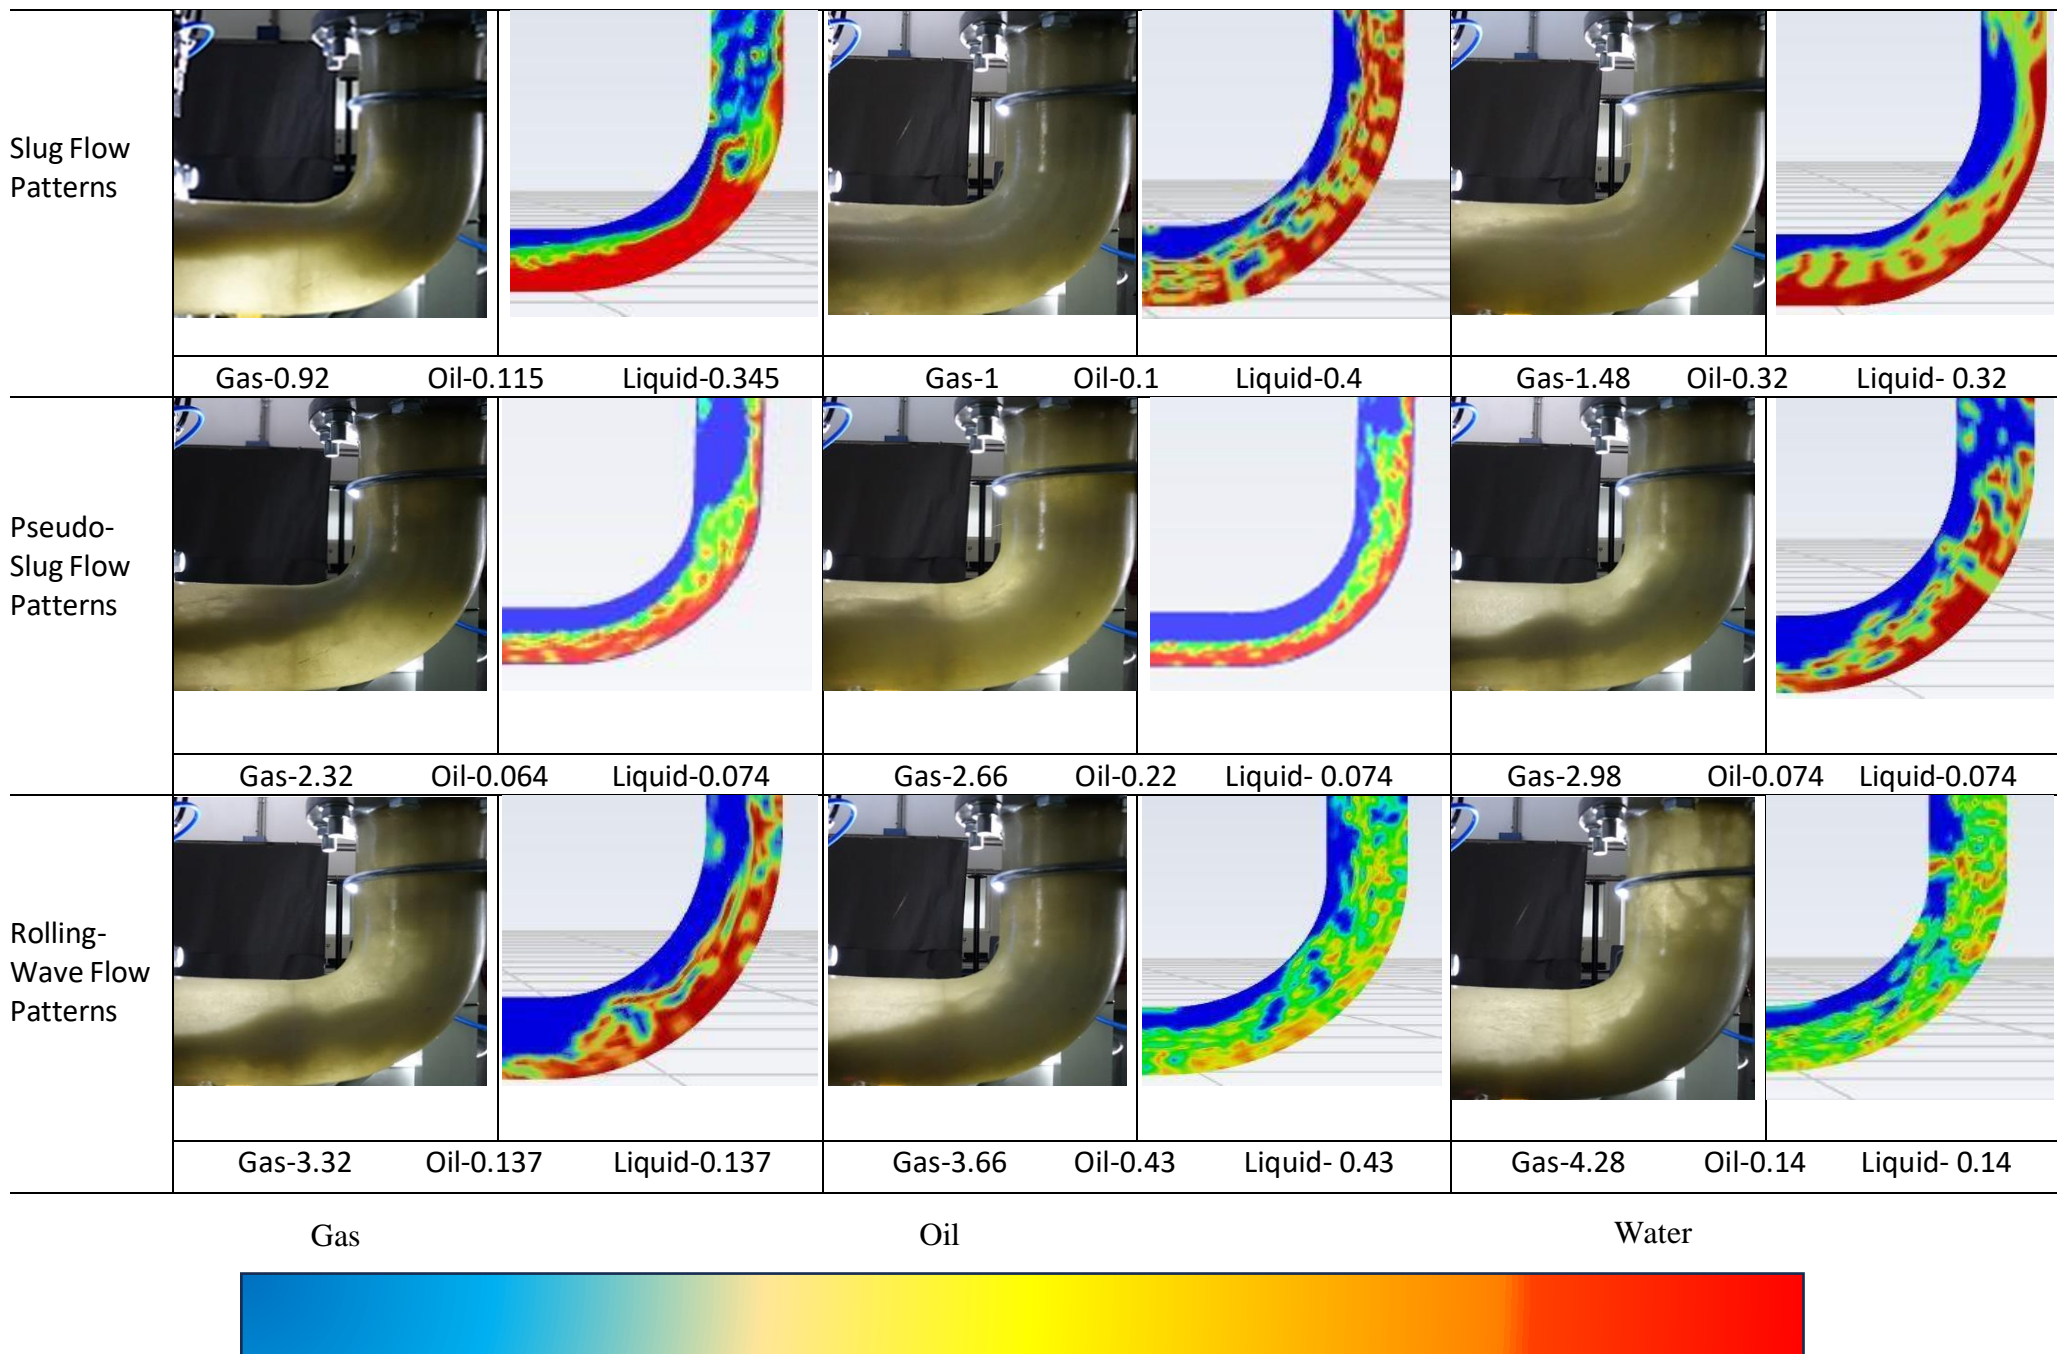 Slug Flow
Patterns
Gas-0.92 Oil-0.115 Liquid-0.345 Gas-1 Oil-0.1 Liquid-0.4 Gas-1.48 Oil-0.32 Liquid- 0.32
Pseudo-
Slug Flow
Patterns
Gas-2.32 Oil-0.064 Liquid-0.074 Gas-2.66 Oil-0.22 Liquid- 0.074 Gas-2.98 Oil-0.074 Liquid-0.074
Rolling-
Wave Flow
Patterns
Gas-3.32 Oil-0.137 Liquid-0.137 Gas-3.66 Oil-0.43 Liquid- 0.43 Gas-4.28 Oil-0.14 Liquid- 0.14
Gas Oil Water